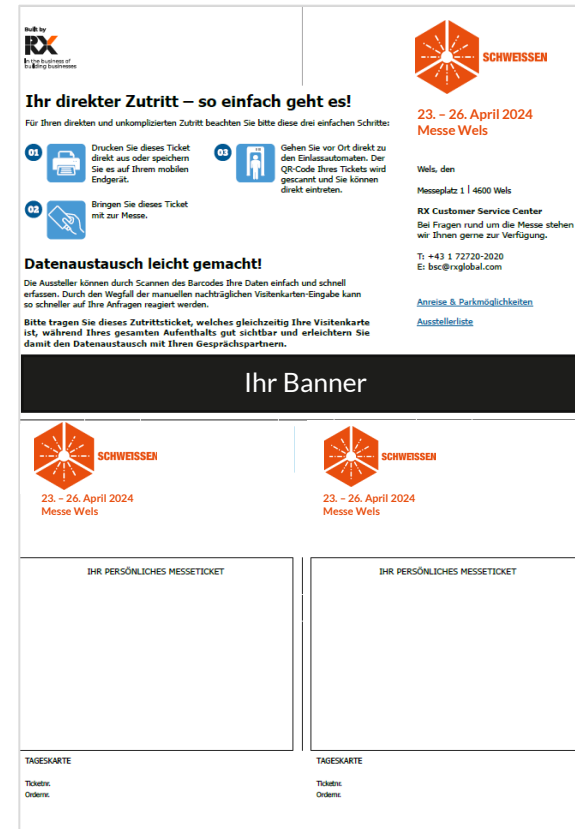 Built by
RX
In the business of
building businesses
SCHWEISSEN
23. – 26. April 2024
Messe Wels
Ihr direkter Zutritt – so einfach geht es!
Für Ihren direkten und unkomplizierten Zutritt beachten Sie bitte diese drei einfachen Schritte:
01
Drucken Sie dieses Ticket
direkt aus oder speichern
Sie es auf Ihrem mobilen
Endgerät.
02
Bringen Sie dieses Ticket
mit zur Messe.
03
Gehen Sie vor Ort direkt zu
den Einlassautomaten. Der
QR-Code Ihres Tickets wird
gescannt und Sie können
direkt eintreten.
Wels, den
Messeplatz 1 | 4600 Wels
RX Customer Service Center
Bei Fragen rund um die Messe stehen
wir Ihnen gerne zur Verfügung.
T: +43 1 72720-2020
E: bsc@rxglobal.com
Anreise & Parkmöglichkeiten
Ausstellerliste
Datenaustausch leicht gemacht!
Die Aussteller können durch Scannen des Barcodes Ihre Daten einfach und schnell
erfassen. Durch den Wegfall der manuellen nachträglichen Visitenkarten-Eingabe kann
so schneller auf Ihre Anfragen reagiert werden.
Bitte tragen Sie dieses Zutrittsticket, welches gleichzeitig Ihre Visitenkarte
ist, während Ihres gesamten Aufenthalts gut sichtbar und erleichtern Sie
damit den Datenaustausch mit Ihren Gesprächspartnern.
Ihr Banner
SCHWEISSEN
23. – 26. April 2024
Messe Wels
SCHWEISSEN
23. – 26. April 2024
Messe Wels
IHR PERSÖNLICHES MESSETICKET
IHR PERSÖNLICHES MESSETICKET
TAGESKARTE
Ticketnr.
Ordernr.
TAGESKARTE
Ticketnr.
Ordernr.